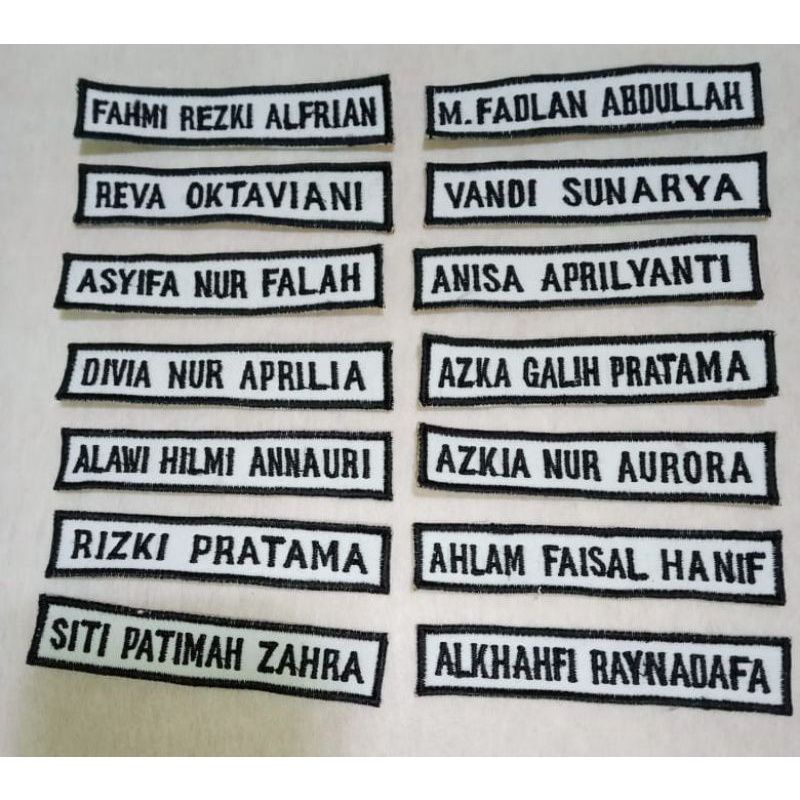 FAHMI REZKI ALFRIAN
M. FADLAN ABDULLAH
REVA OKTAVIANI
VANDI SUNARYA
ASYIFA NUR FALAH
ANISA APRILYANTI
DIVIA NUR APRILIA
AZKA GALIH PRATAMA
ALAWI HILMI ANNAURI
AZKIA NUR AURORA
RIZKI PRATAMA
AHLAM FAISAL HANIF
SITI PATIMAH ZAHRA
ALKHAHFI RAYNADAFA